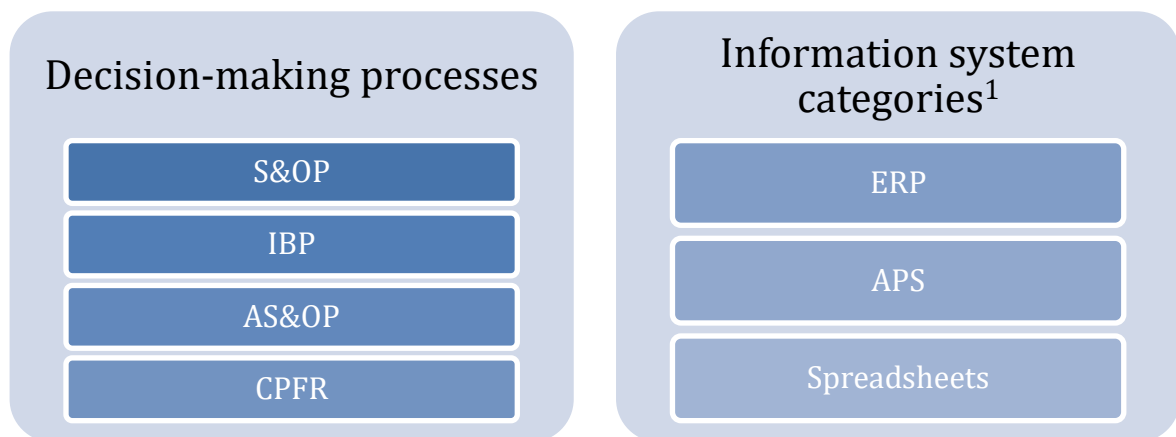 Decision-making processes
S&OP
IBP
AS&OP
CPFR
Information system
categories¹
ERP
APS
Spreadsheets